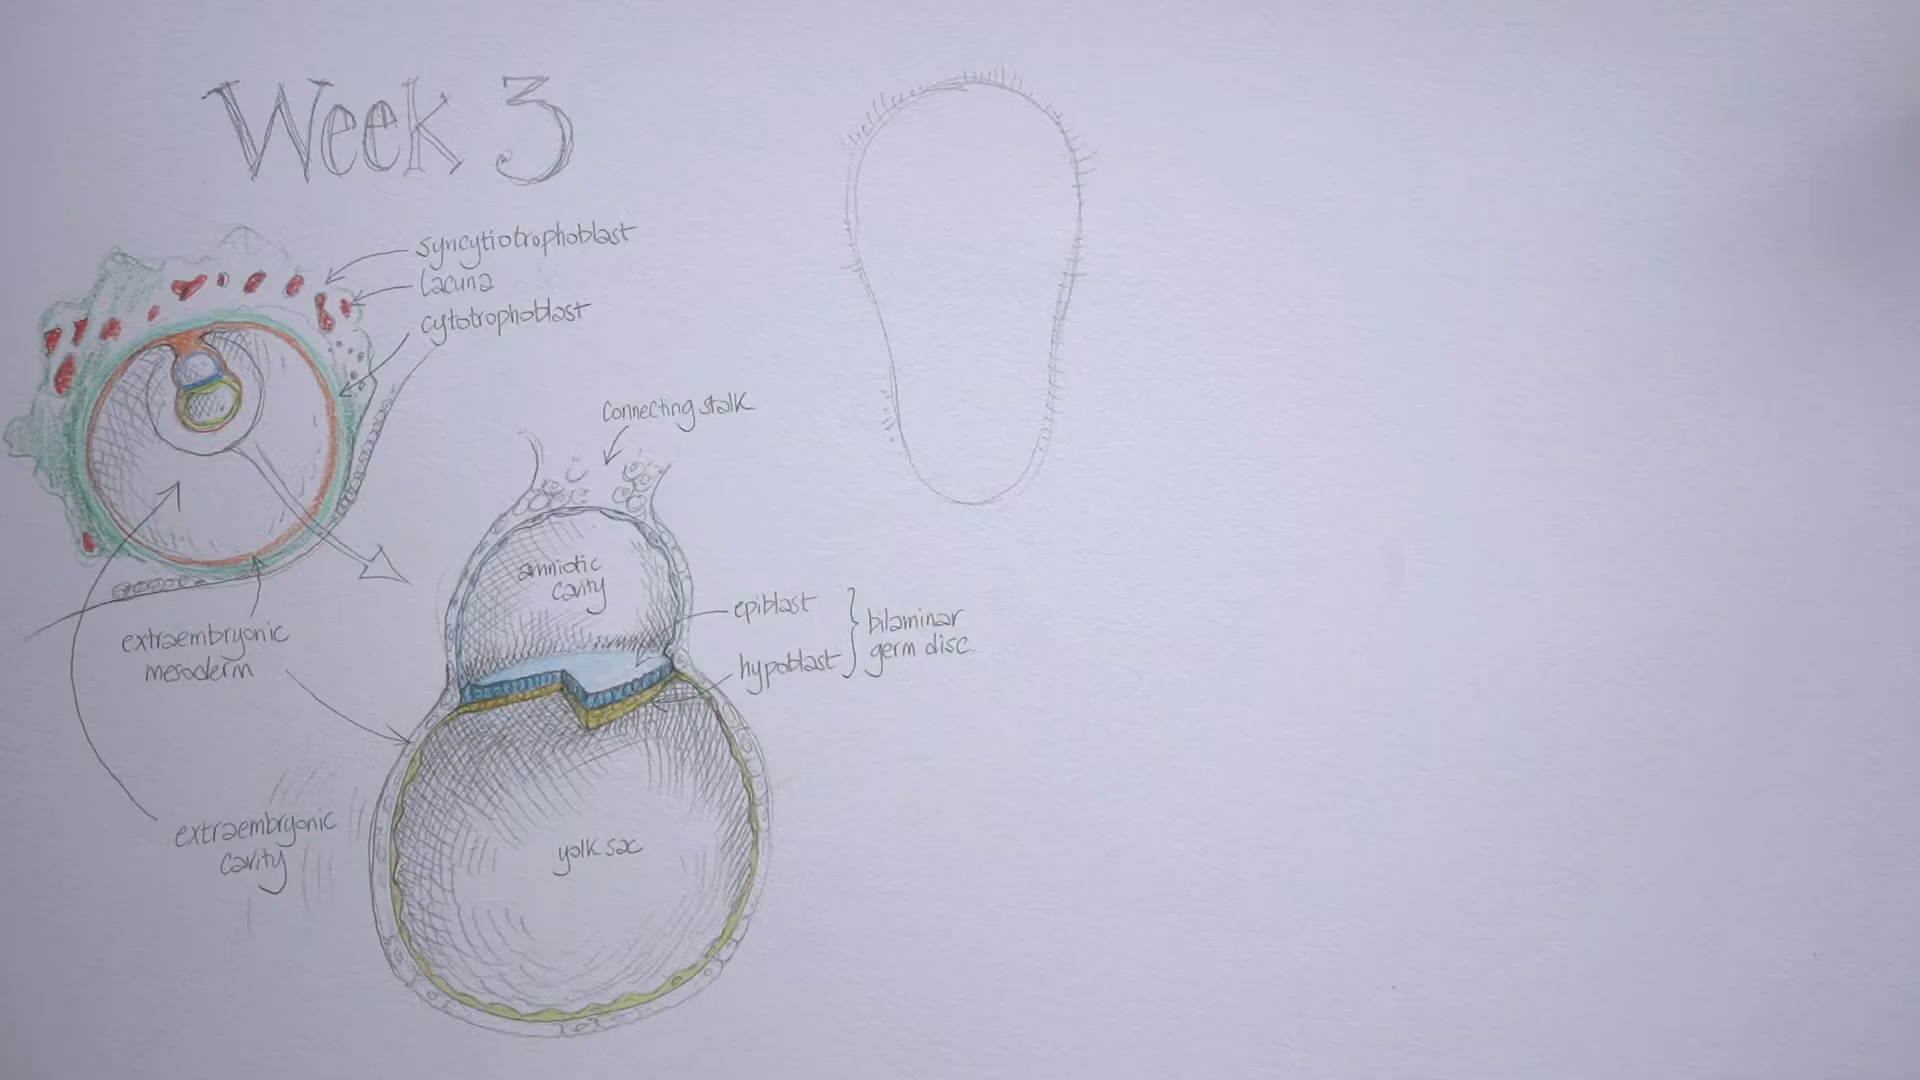 Week 3
syncytiotrophoblast
lacuna
cytotrophoblast
connecting stalk
amniotic
cavity
epiblast
hypoblast
bilaminar
germ disc
extraembryonic
mesoderm
extraembryonic
cavity
yolk sac